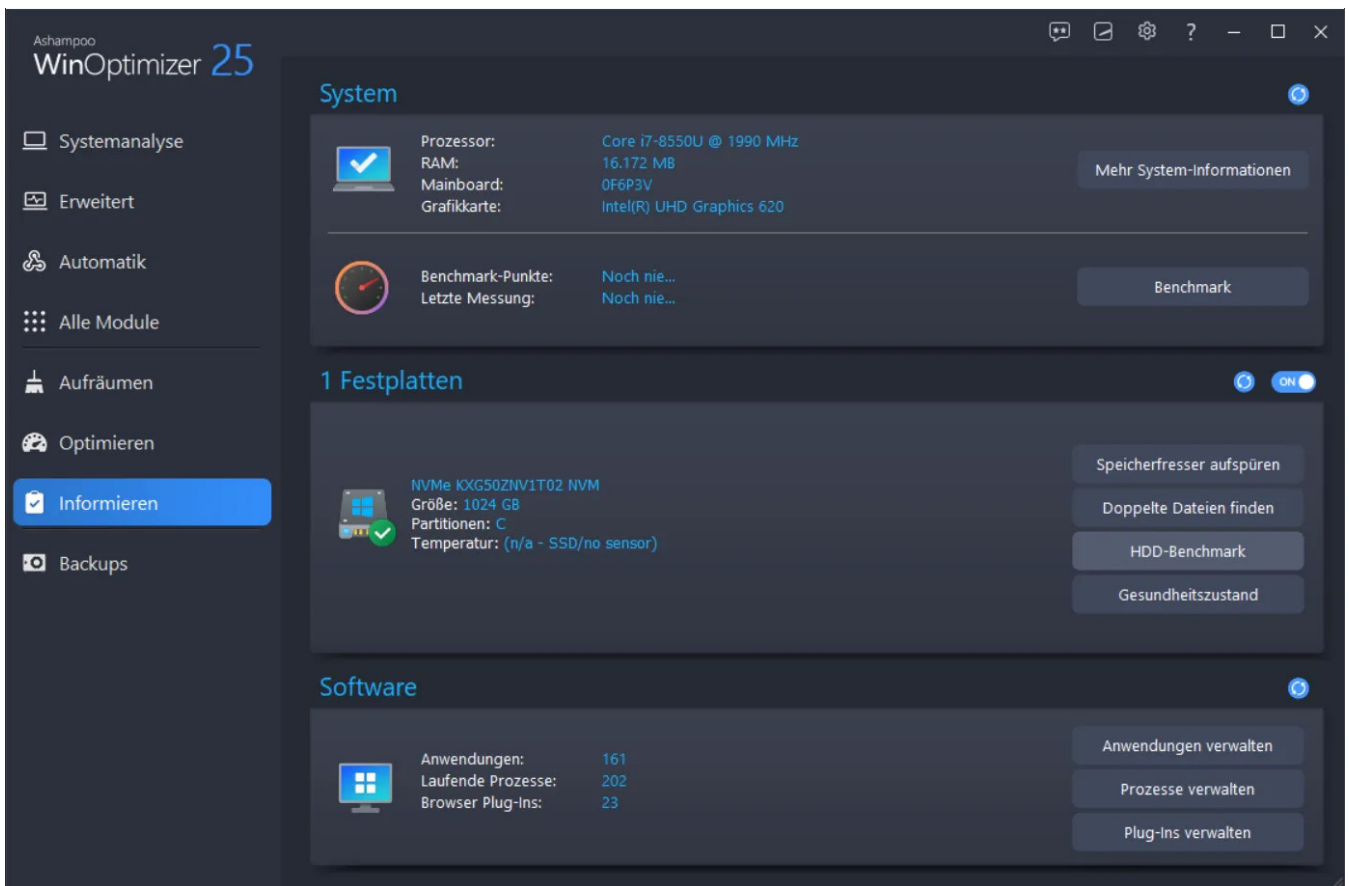 Ashampoo
WinOptimizer 25
Systemanalyse
Erweitert
Automatik
Alle Module
Aufräumen
Optimieren
Informieren
Backups
?
System
Prozessor: Core i7-8550U @ 1990 MHz
RAM: 16.172 MB
Mainboard: 0F6P3V
Grafikkarte: Intel(R) UHD Graphics 620
Mehr System-Informationen
Benchmark-Punkte: Noch nie...
Letzte Messung: Noch nie...
Benchmark
1 Festplatten
ON
NVMe KXG50ZNV1T02 NVM
Größe: 1024 GB
Partitionen: C
Temperatur: (n/a - SSD/no sensor)
Speicherfresser aufspüren
Doppelte Dateien finden
HDD-Benchmark
Gesundheitszustand
Software
Anwendungen: 161
Laufende Prozesse: 202
Browser Plug-Ins: 23
Anwendungen verwalten
Prozesse verwalten
Plug-Ins verwalten